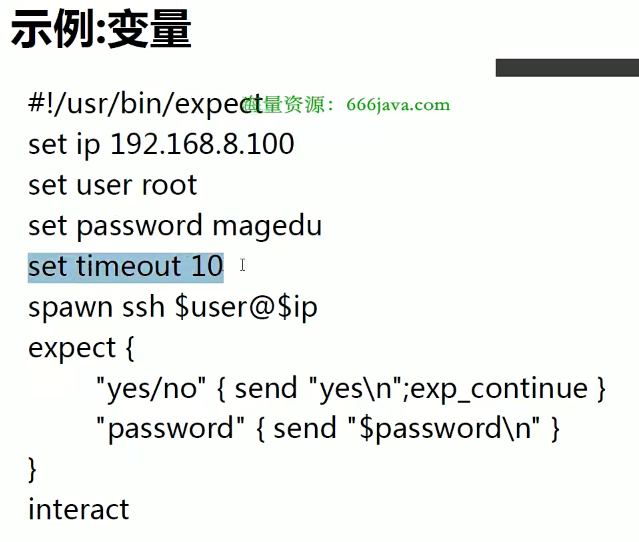 示例:变量
#!/usr/bin/expect
海量资源：666java.com
set ip 192.168.8.100
set user root
set password magedu
set timeout 10
spawn ssh $user@$ip
expect {
"yes/no" { send "yes\n";exp_continue }
"password" { send "$password\n" }
}
interact